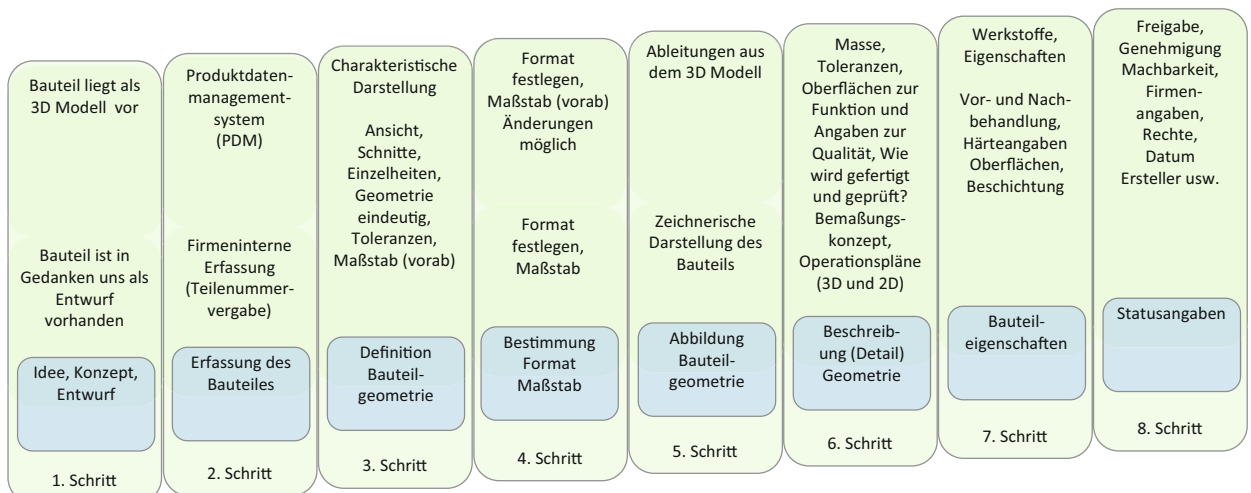 Bauteil liegt als
3D Modell vor
Bauteil ist in
Gedanken uns als
Entwurf
vorhanden
Idee, Konzept,
Entwurf
1. Schritt
Produktdaten-
management-
system
(PDM)
Firmeninterne
Erfassung
(Teilenummer-
vergabe)
Erfassung des
Bauteiles
2. Schritt
Charakteristische
Darstellung
Ansicht,
Schnitte,
Einzelheiten,
Geometrie
eindeutig,
Toleranzen,
Maßstab (vorab)
Definition
Bauteil-
geometrie
3. Schritt
Format
festlegen,
Maßstab (vorab)
Änderungen
möglich
Format
festlegen,
Maßstab
Bestimmung
Format
Maßstab
4. Schritt
Ableitungen aus
dem 3D Modell
Zeichnerische
Darstellung des
Bauteils
Abbildung
Bauteil-
geometrie
5. Schritt
Masse,
Toleranzen,
Oberflächen zur
Funktion und
Angaben zur
Qualität, Wie
wird gefertigt
und geprüft?
Bemaßungs-
konzept,
Operationspläne
(3D und 2D)
Beschreib-
ung (Detail)
Geometrie
6. Schritt
Werkstoffe,
Eigenschaften
Vor- und Nach-
behandlung,
Härteangaben
Oberflächen,
Beschichtung
Bauteil-
eigenschaften
7. Schritt
Freigabe,
Genehmigung
Machbarkeit,
Firmen-
angaben,
Rechte,
Datum
Ersteller usw.
Statusangaben
8. Schritt